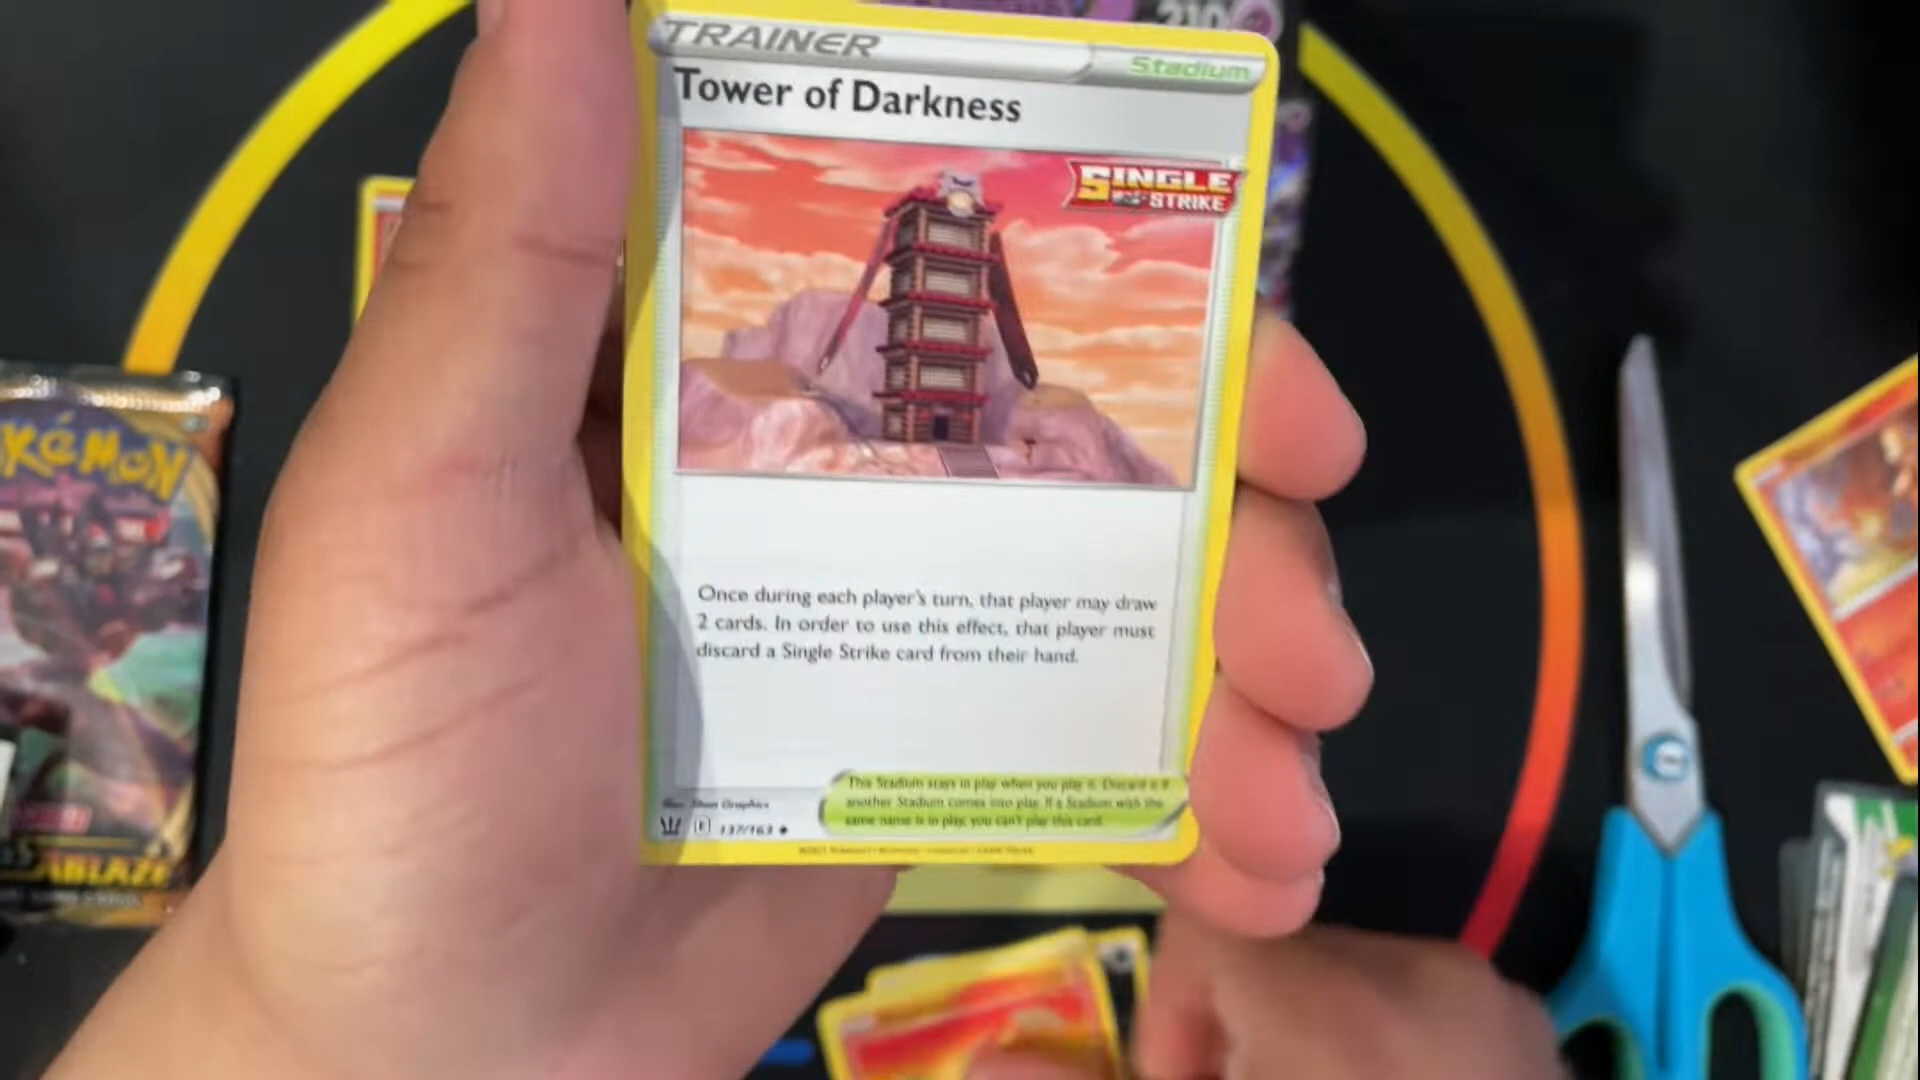 210
TRAINER
Stadium
Tower of Darkness
SINGLE
STRIKE
Once during each player's turn, that player may draw
2 cards. In order to use this effect, that player must
discard a Single Strike card from their hand.
This Stadium stays in play when you play it. Discard it if
another Stadium comes into play. If a Stadium with the
same name is in play, you can't play this card.
E 137/163
POKéMON
ABLAZE